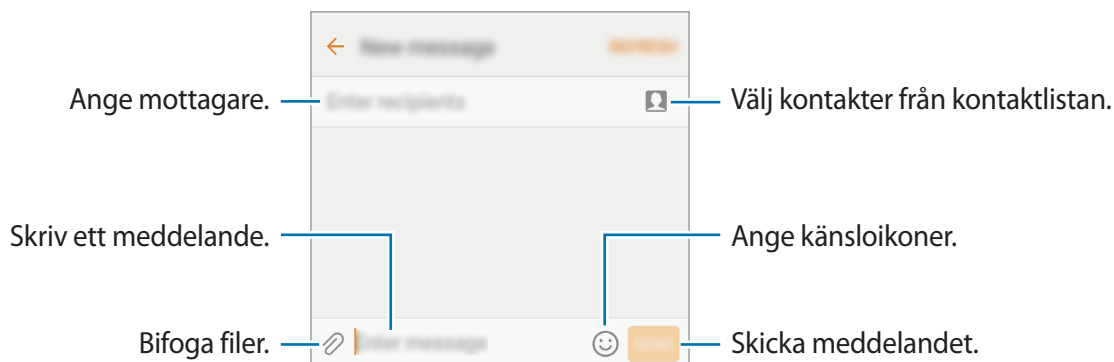 New message
REFRESH
Ange mottagare.
Enter recipients
Välj kontakter från kontaktlistan.
Skriv ett meddelande.
Ange känsloikoner.
Bifoga filer.
Enter message
Skicka meddelandet.